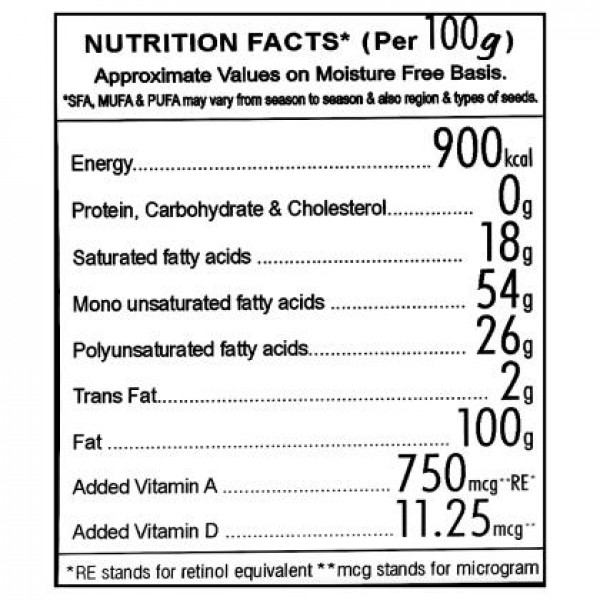 NUTRITION FACTS* (Per 100g)
Approximate Values on Moisture Free Basis.
*SFA, MUFA & PUFA may vary from season to season & also region & types of seeds.
Energy..................................................900kcal
Protein, Carbohydrate & Cholesterol..............0g
Saturated fatty acids ...................................18g
Mono unsaturated fatty acids .......................54g
Polyunsaturated fatty acids..........................26g
Trans Fat........................................................2g
Fat ..........................................................100g
Added Vitamin A .............................750mcg**RE*
Added Vitamin D .............................11.25mcg**
*RE stands for retinol equivalent **mcg stands for microgram